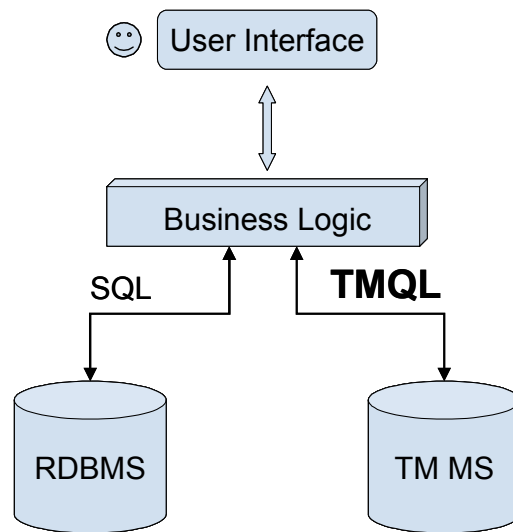 User Interface
Business Logic
SQL
TMQL
RDBMS
TM MS